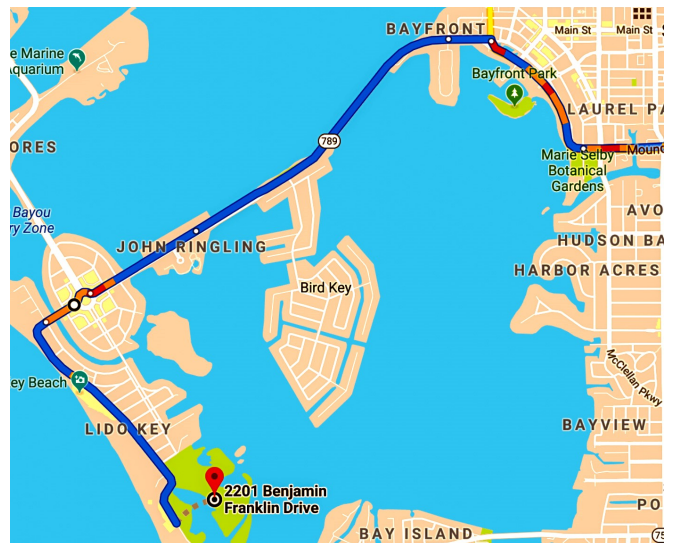 BAYFRONT
Main St
Main St
e Marine
Aquarium
Bayfront Park
LAUREL PA
ORES
789
Marie Selby
Botanical
Gardens
Moun
Bayou
ry Zone
AVO
JOHN RINGLING
HUDSON BA
HARBOR ACRES
Bird Key
McClellan Pkwy
ey Beach
LIDO KEY
BAYVIEW
2201 Benjamin
Franklin Drive
PO
BAY ISLAND
75